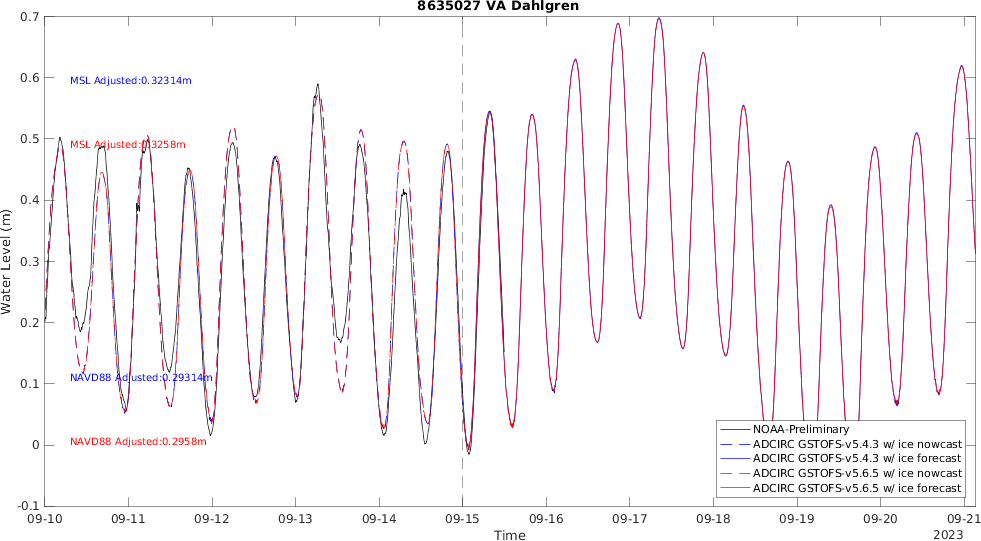 8635027 VA Dahlgren
0.7
0.6
0.5
0.4
0.3
0.2
0.1
0
-0.1
Water Level (m)
MSL Adjusted:0.32314m
MSL Adjusted:0.3258m
NAVD88 Adjusted:0.29314m
NAVD88 Adjusted:0.2958m
NOAA-Preliminary
ADCIRC GSTOFS-v5.4.3 w/ ice nowcast
ADCIRC GSTOFS-v5.4.3 w/ ice forecast
ADCIRC GSTOFS-v5.6.5 w/ ice nowcast
ADCIRC GSTOFS-v5.6.5 w/ ice forecast
09-10 09-11 09-12 09-13 09-14 09-15 09-16 09-17 09-18 09-19 09-20 09-21
Time
2023